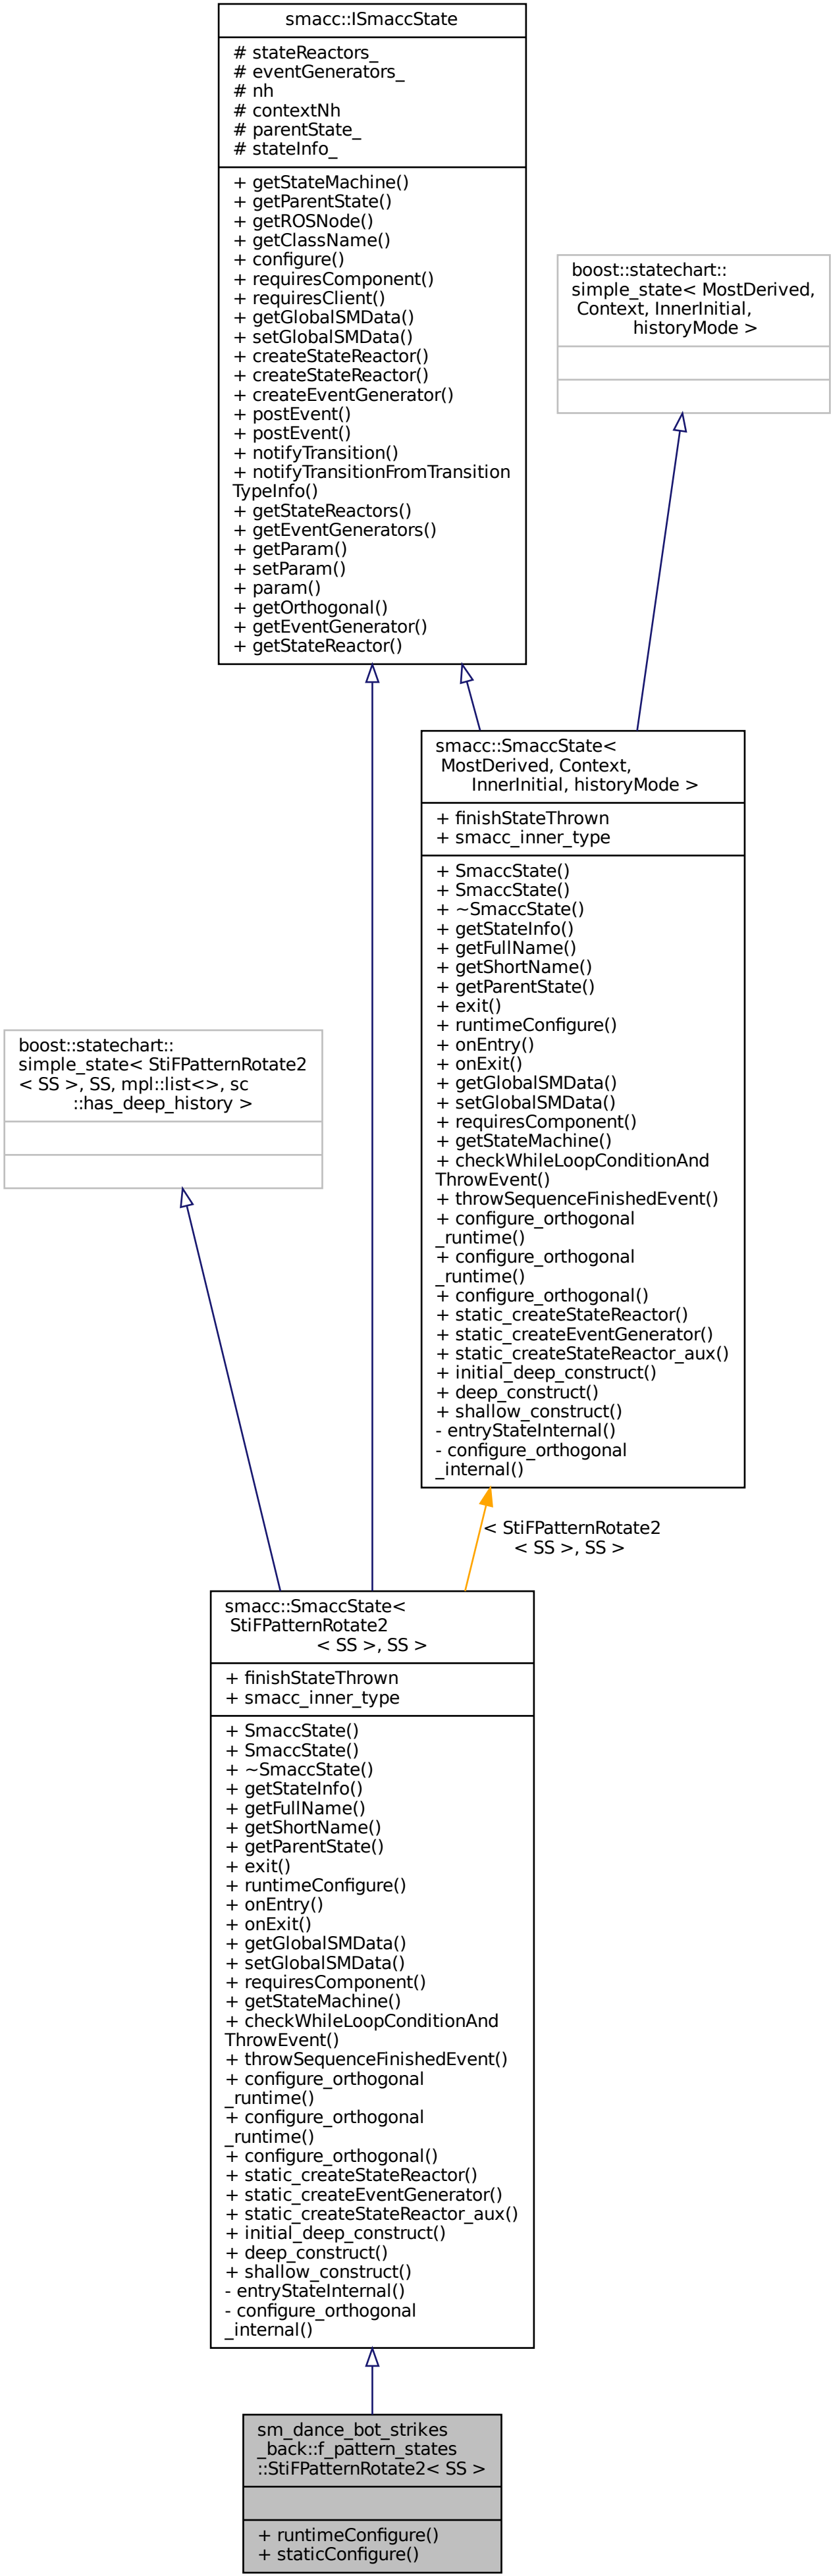 smacc::ISmaccState
# stateReactors_
# eventGenerators_
# nh
# contextNh
# parentState_
# stateInfo_
+ getStateMachine()
+ getParentState()
+ getROSNode()
+ getClassName()
+ configure()
+ requiresComponent()
+ requiresClient()
+ getGlobalSMData()
+ setGlobalSMData()
+ createStateReactor()
+ createStateReactor()
+ createEventGenerator()
+ postEvent()
+ postEvent()
+ notifyTransition()
+ notifyTransitionFromTransition
TypeInfo()
+ getStateReactors()
+ getEventGenerators()
+ getParam()
+ setParam()
+ param()
+ getOrthogonal()
+ getEventGenerator()
+ getStateReactor()
boost::statechart::
simple_state< MostDerived,
Context, InnerInitial,
historyMode >
smacc::SmaccState<
MostDerived, Context,
InnerInitial, historyMode >
+ finishStateThrown
+ smacc_inner_type
+ SmaccState()
+ SmaccState()
+ ~SmaccState()
+ getStateInfo()
+ getFullName()
+ getShortName()
+ getParentState()
+ exit()
+ runtimeConfigure()
+ onEntry()
+ onExit()
+ getGlobalSMData()
+ setGlobalSMData()
+ requiresComponent()
+ getStateMachine()
+ checkWhileLoopConditionAnd
ThrowEvent()
+ throwSequenceFinishedEvent()
+ configure_orthogonal
_runtime()
+ configure_orthogonal
_runtime()
+ configure_orthogonal()
+ static_createStateReactor()
+ static_createEventGenerator()
+ static_createStateReactor_aux()
+ initial_deep_construct()
+ deep_construct()
+ shallow_construct()
- entryStateInternal()
- configure_orthogonal
_internal()
boost::statechart::
simple_state< StiFPatternRotate2
< SS >, SS, mpl::list<>, sc
::has_deep_history >
< StiFPatternRotate2
< SS >, SS >
smacc::SmaccState<
StiFPatternRotate2
< SS >, SS >
+ finishStateThrown
+ smacc_inner_type
+ SmaccState()
+ SmaccState()
+ ~SmaccState()
+ getStateInfo()
+ getFullName()
+ getShortName()
+ getParentState()
+ exit()
+ runtimeConfigure()
+ onEntry()
+ onExit()
+ getGlobalSMData()
+ setGlobalSMData()
+ requiresComponent()
+ getStateMachine()
+ checkWhileLoopConditionAnd
ThrowEvent()
+ throwSequenceFinishedEvent()
+ configure_orthogonal
_runtime()
+ configure_orthogonal
_runtime()
+ configure_orthogonal()
+ static_createStateReactor()
+ static_createEventGenerator()
+ static_createStateReactor_aux()
+ initial_deep_construct()
+ deep_construct()
+ shallow_construct()
- entryStateInternal()
- configure_orthogonal
_internal()
sm_dance_bot_strikes
_back::f_pattern_states
::StiFPatternRotate2< SS >
+ runtimeConfigure()
+ staticConfigure()